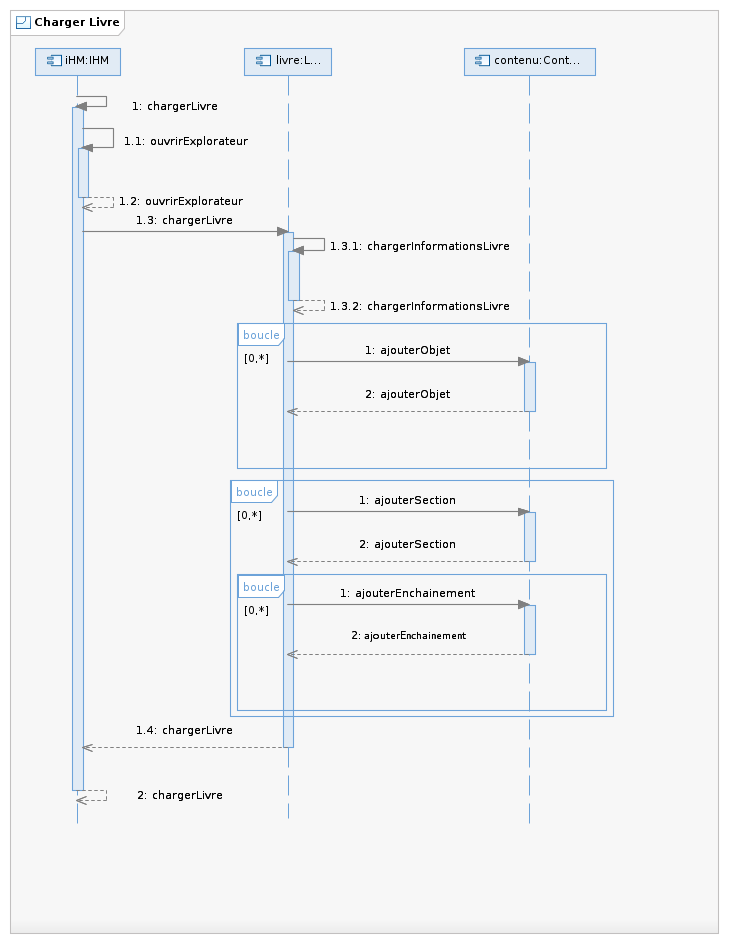 Charger Livre
iHM:IHM
livre:L...
contenu:Cont...
1: chargerLivre
1.1: ouvrirExplorateur
1.2: ouvrirExplorateur
1.3: chargerLivre
1.3.1: chargerInformationsLivre
1.3.2: chargerInformationsLivre
boucle
[0,*]
1: ajouterObjet
2: ajouterObjet
boucle
[0,*]
1: ajouterSection
2: ajouterSection
boucle
[0,*]
1: ajouterEnchainement
2: ajouterEnchainement
1.4: chargerLivre
2: chargerLivre